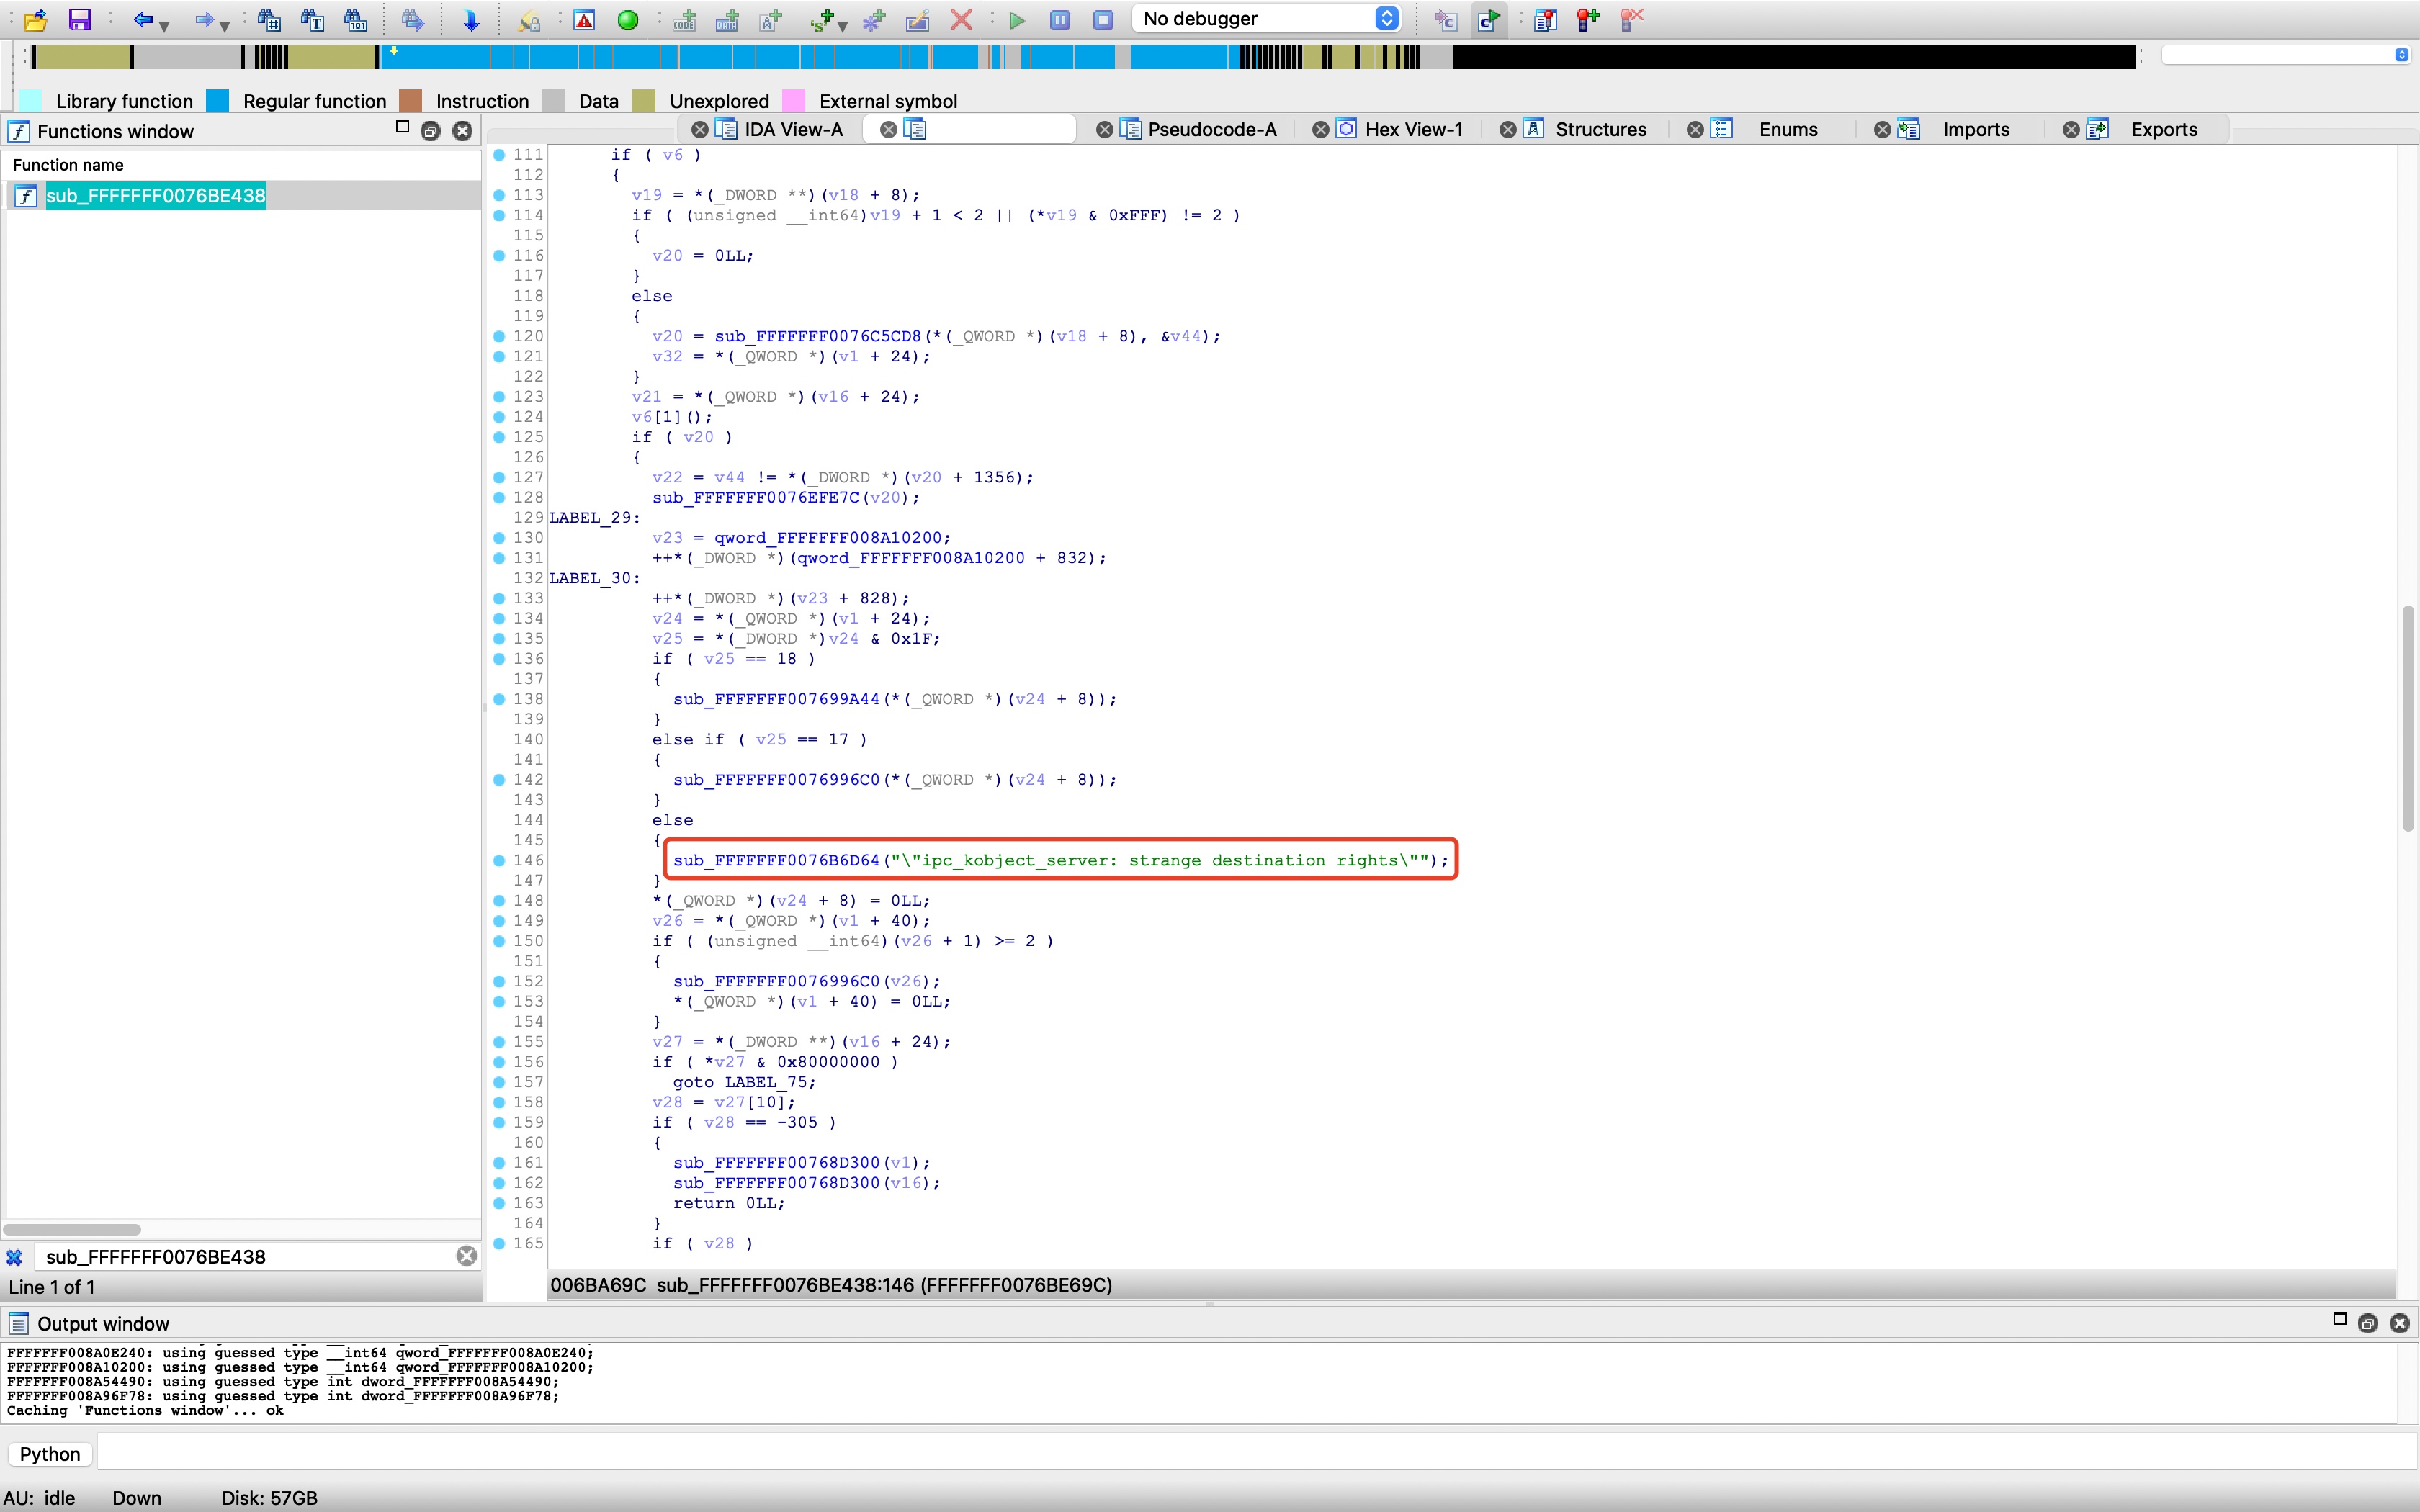 No debugger
Library function Regular function Instruction Data Unexplored External symbol
Functions window
IDA View-A Pseudocode-A Hex View-1 Structures Enums Imports Exports
Function name
sub_FFFFFFF0076BE438
111 if ( v6 )
112 {
113 v19 = *(_DWORD **)(v18 + 8);
114 if ( (unsigned __int64)v19 + 1 < 2 || (*v19 & 0xFFF) != 2 )
115 {
116 v20 = 0LL;
117 }
118 else
119 {
120 v20 = sub_FFFFFFF0076C5CD8(*(_QWORD *)(v18 + 8), &v44);
121 v32 = *(_QWORD *)(v1 + 24);
122 }
123 v21 = *(_QWORD *)(v16 + 24);
124 v6[1]();
125 if ( v20 )
126 {
127 v22 = v44 != *(_DWORD *)(v20 + 1356);
128 sub_FFFFFFF0076EFE7C(v20);
129 LABEL_29:
130 v23 = qword_FFFFFFF008A10200;
131 ++*(_DWORD *)(qword_FFFFFFF008A10200 + 832);
132 LABEL_30:
133 ++*(_DWORD *)(v23 + 828);
134 v24 = *(_QWORD *)(v1 + 24);
135 v25 = *(_DWORD *)v24 & 0x1F;
136 if ( v25 == 18 )
137 {
138 sub_FFFFFFF007699A44(*(_QWORD *)(v24 + 8));
139 }
140 else if ( v25 == 17 )
141 {
142 sub_FFFFFFF0076996C0(*(_QWORD *)(v24 + 8));
143 }
144 else
145 {
146 sub_FFFFFFF0076B6D64("\"ipc_kobject_server: strange destination rights\"");
147 }
148 *(_QWORD *)(v24 + 8) = 0LL;
149 v26 = *(_QWORD *)(v1 + 40);
150 if ( (unsigned __int64)(v26 + 1) >= 2 )
151 {
152 sub_FFFFFFF0076996C0(v26);
153 *(_QWORD *)(v1 + 40) = 0LL;
154 }
155 v27 = *(_DWORD **)(v16 + 24);
156 if ( *v27 & 0x80000000 )
157 goto LABEL_75;
158 v28 = v27[10];
159 if ( v28 == -305 )
160 {
161 sub_FFFFFFF00768D300(v1);
162 sub_FFFFFFF00768D300(v16);
163 return 0LL;
164 }
165 if ( v28 )
sub_FFFFFFF0076BE438
Line 1 of 1
006BA69C sub_FFFFFFF0076BE438:146 (FFFFFFF0076BE69C)
Output window
FFFFFFF008A0E240: using guessed type __int64 qword_FFFFFFF008A0E240;
FFFFFFF008A10200: using guessed type __int64 qword_FFFFFFF008A10200;
FFFFFFF008A54490: using guessed type int dword_FFFFFFF008A54490;
FFFFFFF008A96F78: using guessed type int dword_FFFFFFF008A96F78;
Caching 'Functions window'... ok
Python
AU: idle Down Disk: 57GB